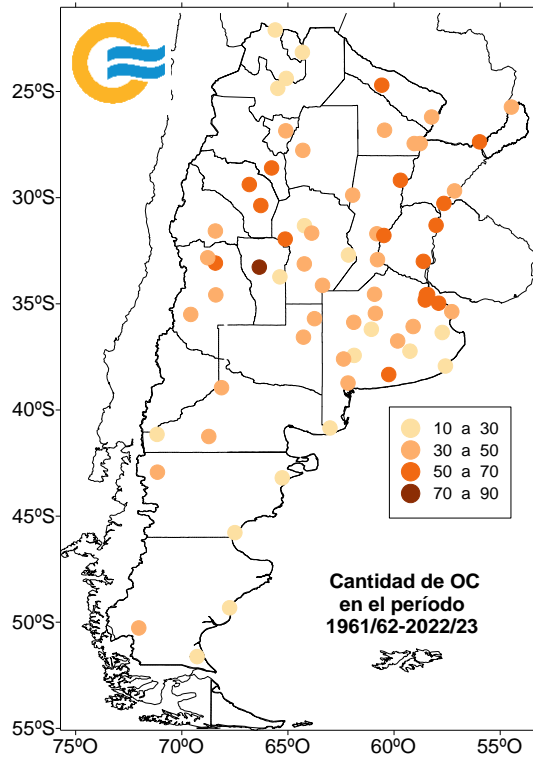 25ºS
30ºS
35ºS
40ºS
45ºS
50ºS
55ºS
10 a 30
30 a 50
50 a 70
70 a 90
Cantidad de OC
en el período
1961/62-2022/23
75ºO
70ºO
65ºO
60ºO
55ºO